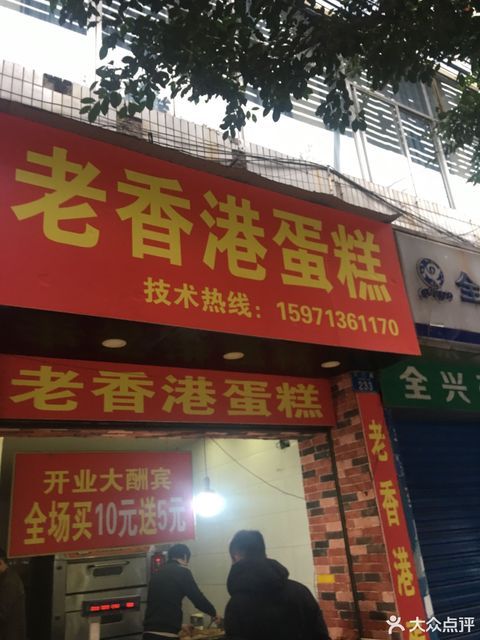 老香港蛋糕
技术热线：15971361170
老香港蛋糕
开业大酬宾
全场买10元送5元
233
老香港
全
全兴
大众点评